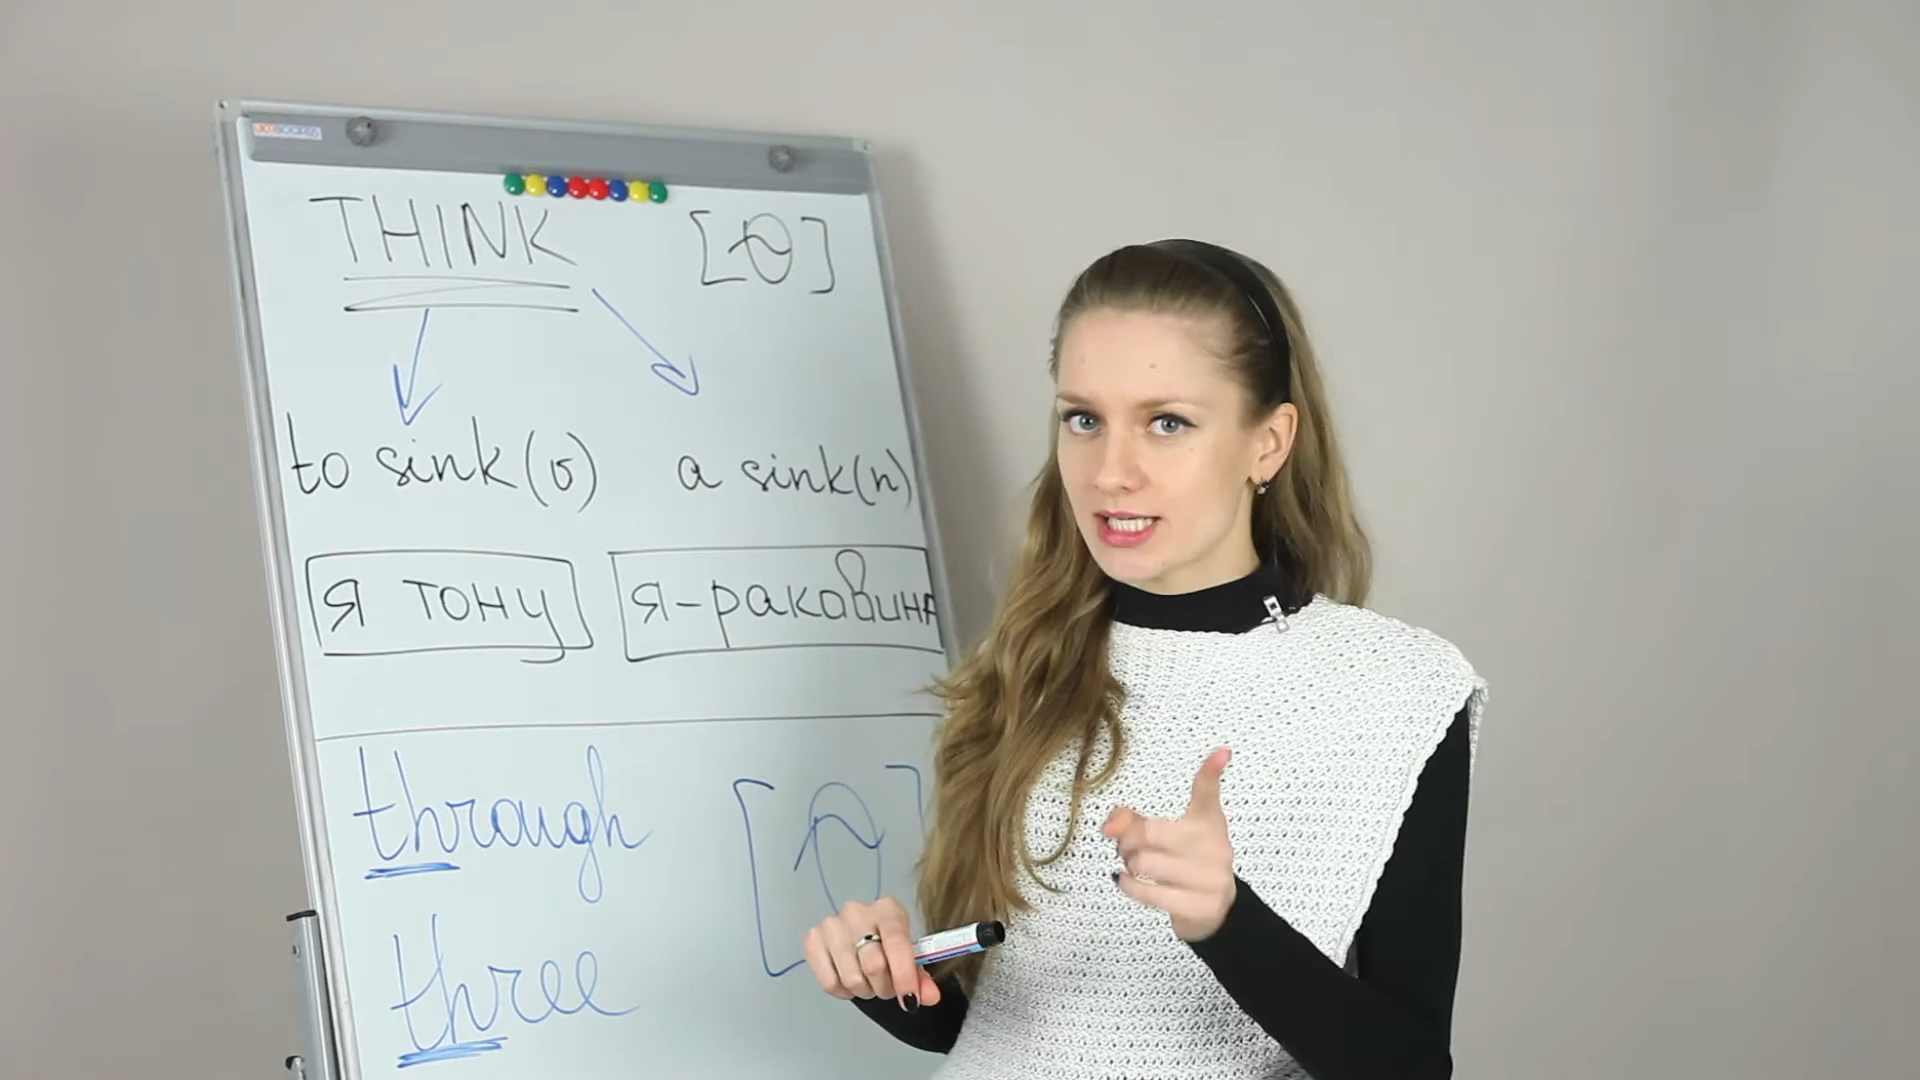 THINK [θ]
to sink (v) a sink (n)
я тону я-раковина
through [θ]
three